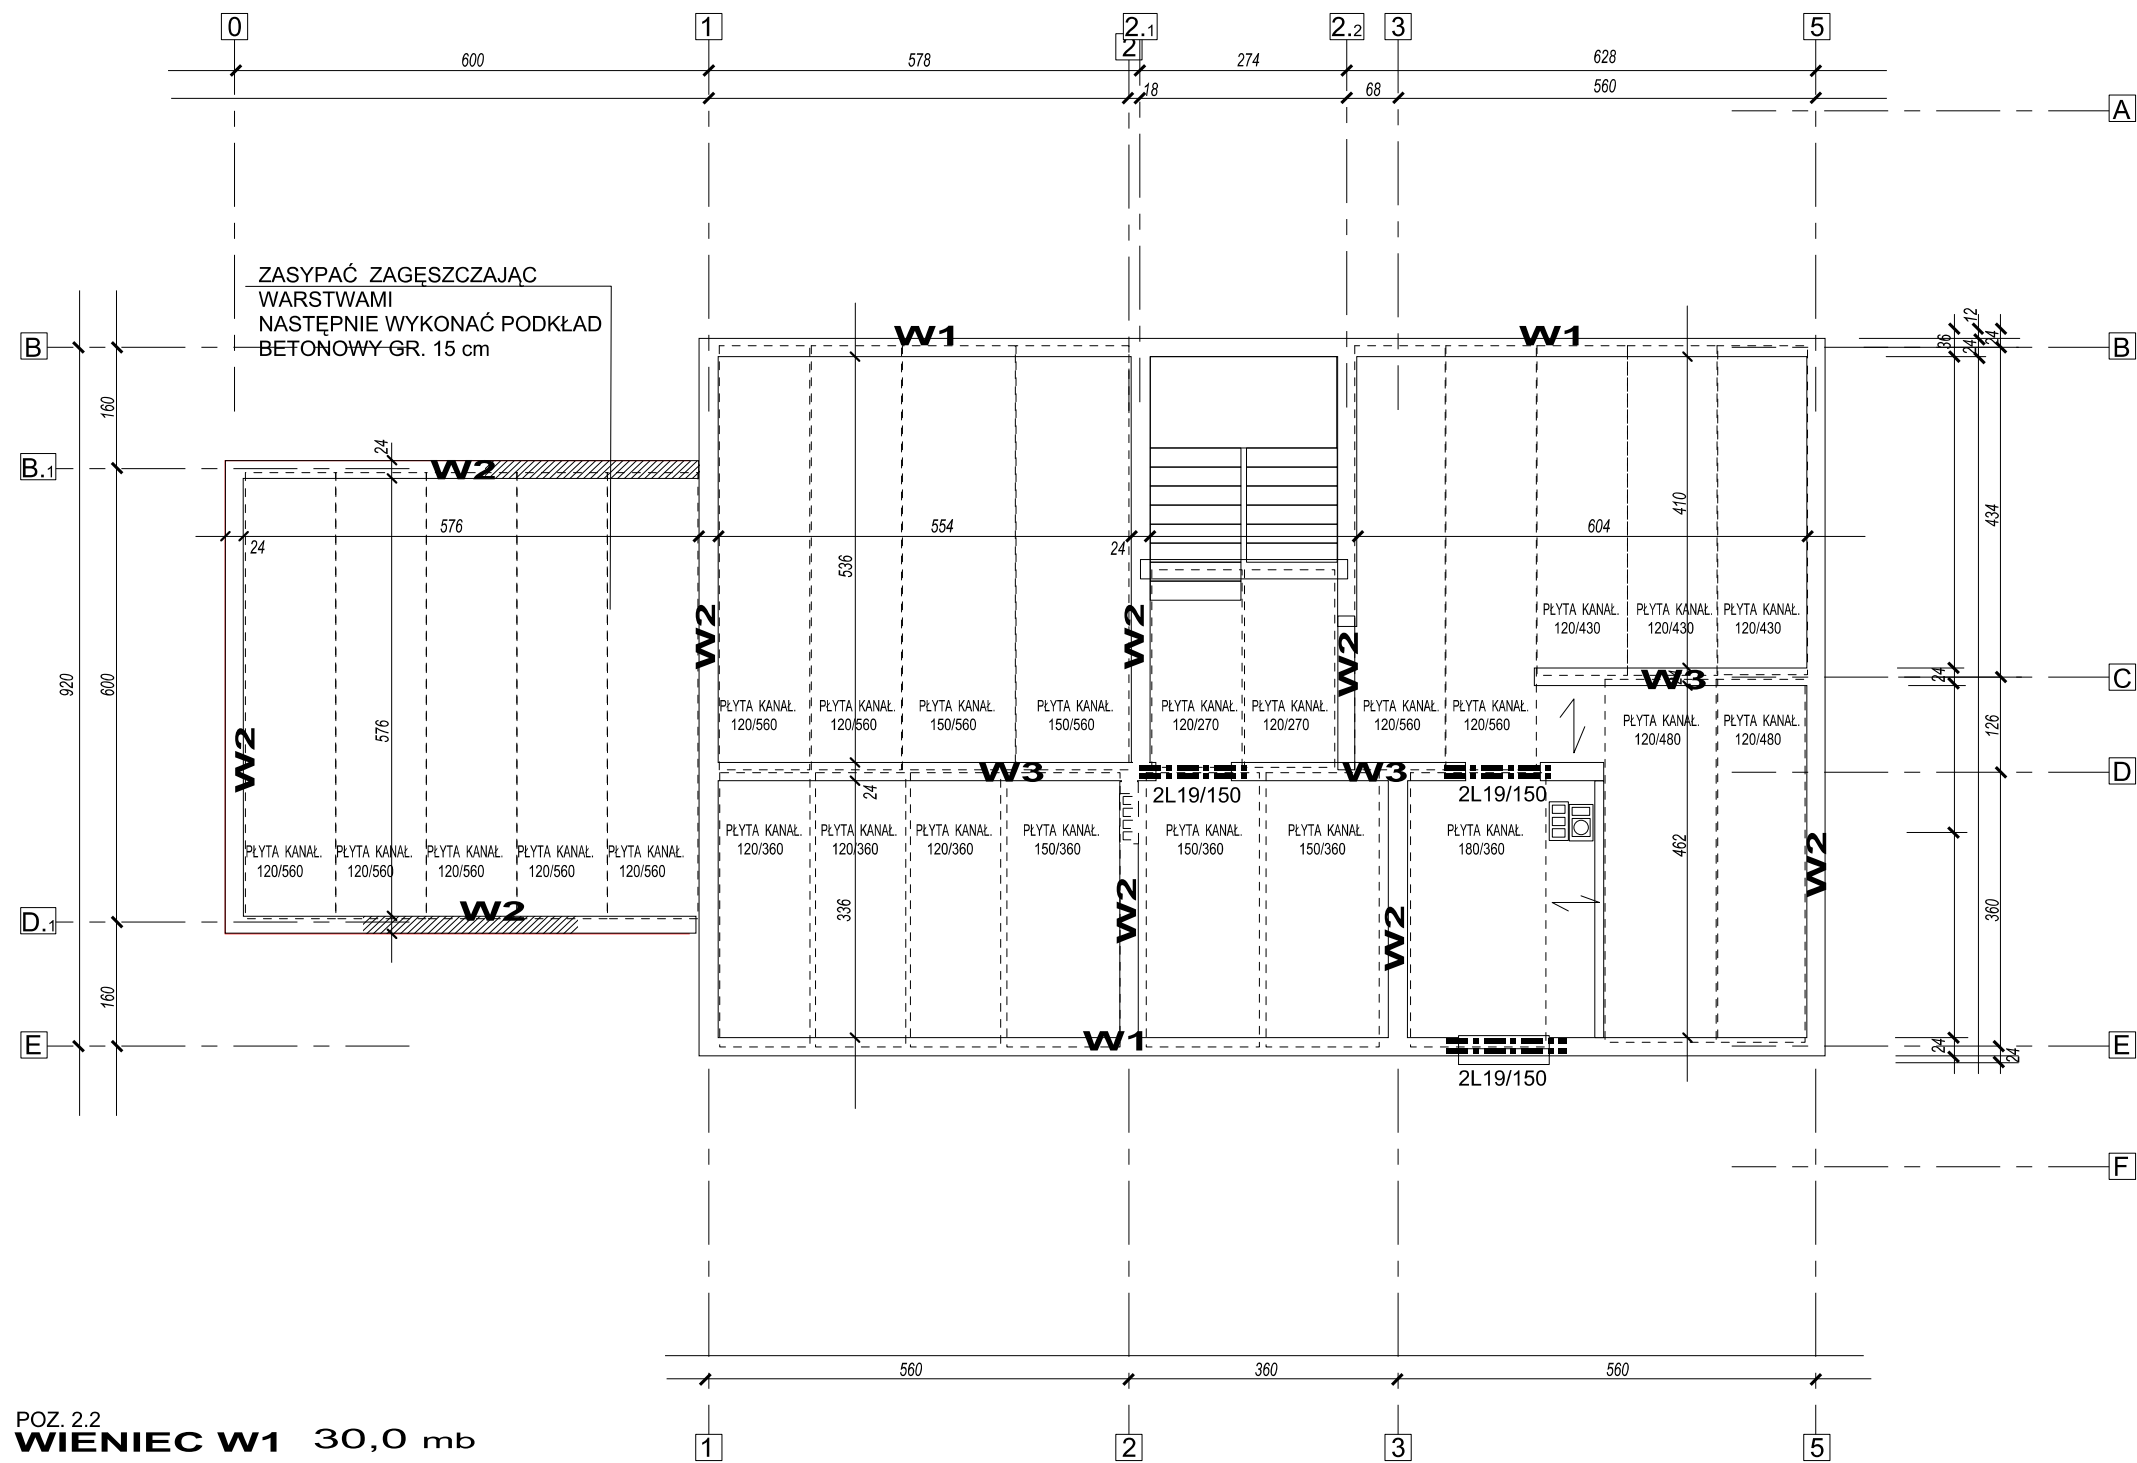 0
1
2.1
2
2.2
3
5
600
578
274
628
18
68
560
A
ZASYPAĆ ZAGĘSZCZAJĄC
WARSTWAMI
NASTĘPNIE WYKONAĆ PODKŁAD
BETONOWY GR. 15 cm
B
W1
W1
36
12
24
24
B
160
24
B.1
W2
576
24
554
24
604
536
410
434
PŁYTA KANAŁ.
120/430
PŁYTA KANAŁ.
120/430
PŁYTA KANAŁ.
120/430
W2
W2
W2
W3
24
C
920
600
576
W2
PŁYTA KANAŁ.
120/560
PŁYTA KANAŁ.
120/560
PŁYTA KANAŁ.
150/560
PŁYTA KANAŁ.
150/560
PŁYTA KANAŁ.
120/270
PŁYTA KANAŁ.
120/270
PŁYTA KANAŁ.
120/560
PŁYTA KANAŁ.
120/560
PŁYTA KANAŁ.
120/480
PŁYTA KANAŁ.
120/480
126
W3
W3
D
24
2L19/150
2L19/150
PŁYTA KANAŁ.
120/360
PŁYTA KANAŁ.
120/360
PŁYTA KANAŁ.
120/360
PŁYTA KANAŁ.
150/360
PŁYTA KANAŁ.
150/360
PŁYTA KANAŁ.
150/360
PŁYTA KANAŁ.
180/360
462
W2
PŁYTA KANAŁ.
120/560
PŁYTA KANAŁ.
120/560
PŁYTA KANAŁ.
120/560
PŁYTA KANAŁ.
120/560
PŁYTA KANAŁ.
120/560
336
W2
W2
360
D.1
W2
160
E
W1
24
24
E
2L19/150
F
560
360
560
POZ. 2.2
WIENIEC W1 30,0 mb
1
2
3
5